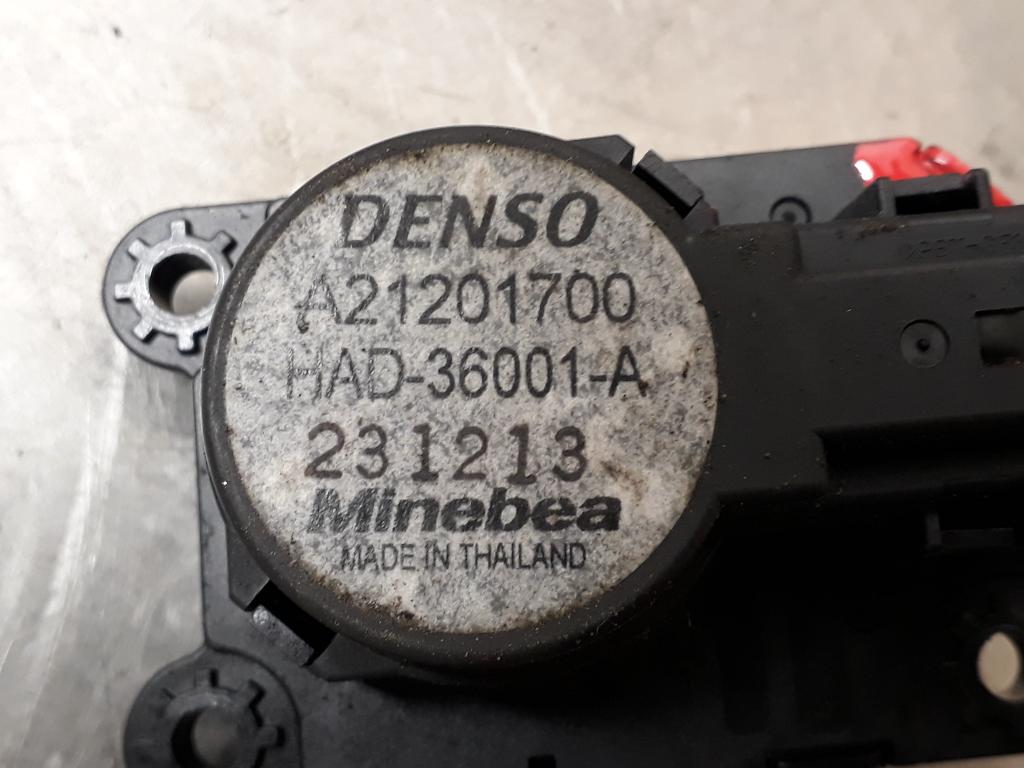 DENSO
A21201700
HAD-36001-A
231213
Minebea
MADE IN THAILAND